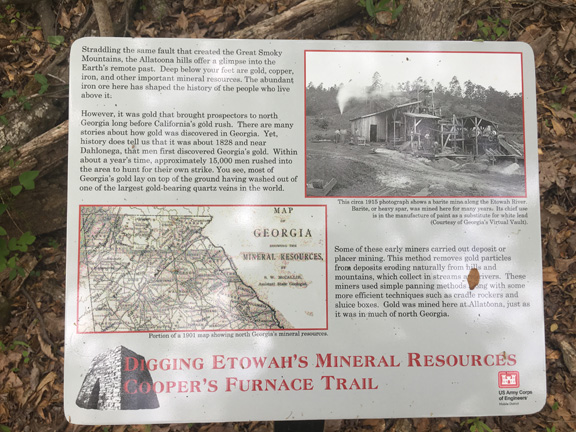 Straddling the same fault that created the Great Smoky
Mountains, the Allatoona hills offer a glimpse into the
Earth's remote past. Deep below your feet are gold, copper,
iron, and other important mineral resources. The abundant
iron ore here has shaped the history of the people who live
above it.
However, it was gold that brought prospectors to north
Georgia long before California's gold rush. There are many
stories about how gold was discovered in Georgia. Yet,
history does tell us that it was about 1828 and near
Dahlonega, that men first discovered Georgia's gold. Within
about a year's time, approximately 15,000 men rushed into
the area to hunt for their own strike. You see, most of
Georgia's gold lay on top of the ground having washed out of
one of the largest gold-bearing quartz veins in the world.
This circa 1915 photograph shows a barite mine along the Etowah River.
Barite, or heavy spar, was mined here for many years. Its chief use
is in the manufacture of paint as a substitute for white lead
(Courtesy of Georgia's Virtual Vault).
MAP
OF
GEORGIA
SHOWING THE
MINERAL RESOURCES,
BY
S. W. McCALLIE,
Assistant State Geologist
Portion of a 1901 map showing north Georgia's mineral resources.
Some of these early miners carried out deposit or
placer mining. This method removes gold particles
from deposits eroding naturally from hills and
mountains, which collect in streams rivers. These
miners used simple panning methods along with some
more efficient techniques such as cradle rockers and
sluice boxes. Gold was mined here at Allatoona, just as
it was in much of north Georgia.
DIGGING ETOWAH'S MINERAL RESOURCES
COOPER'S FURNACE TRAIL
US Army Corps
of Engineers